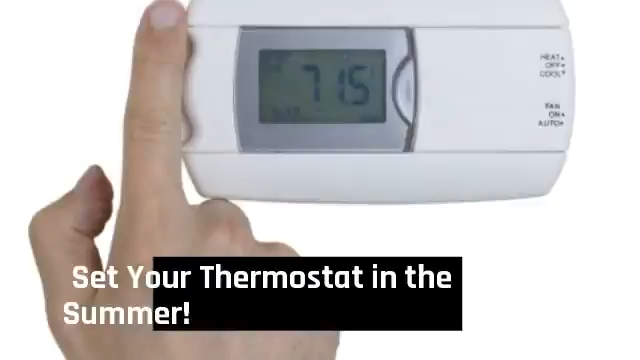 71.5
HEAT
OFF
COOL
FAN
ON
AUTO
Set Your Thermostat in the
Summer!